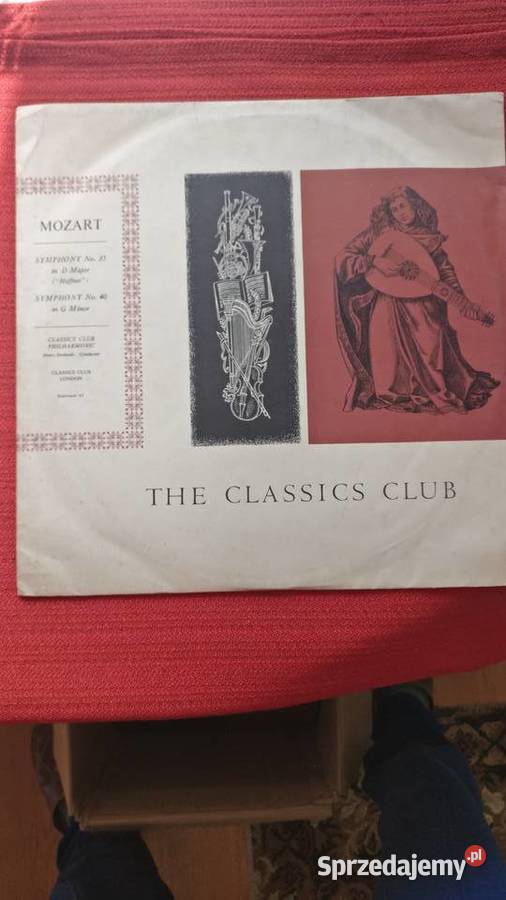 MOZART
SYMPHONY No. 35
in D Major
("Haffner")
SYMPHONY No. 40
in G Minor
CLASSICS CLUB
PHILHARMONIC
Conductor
CLASSICS CLUB
LONDON
THE CLASSICS CLUB
Sprzedajemy.pl